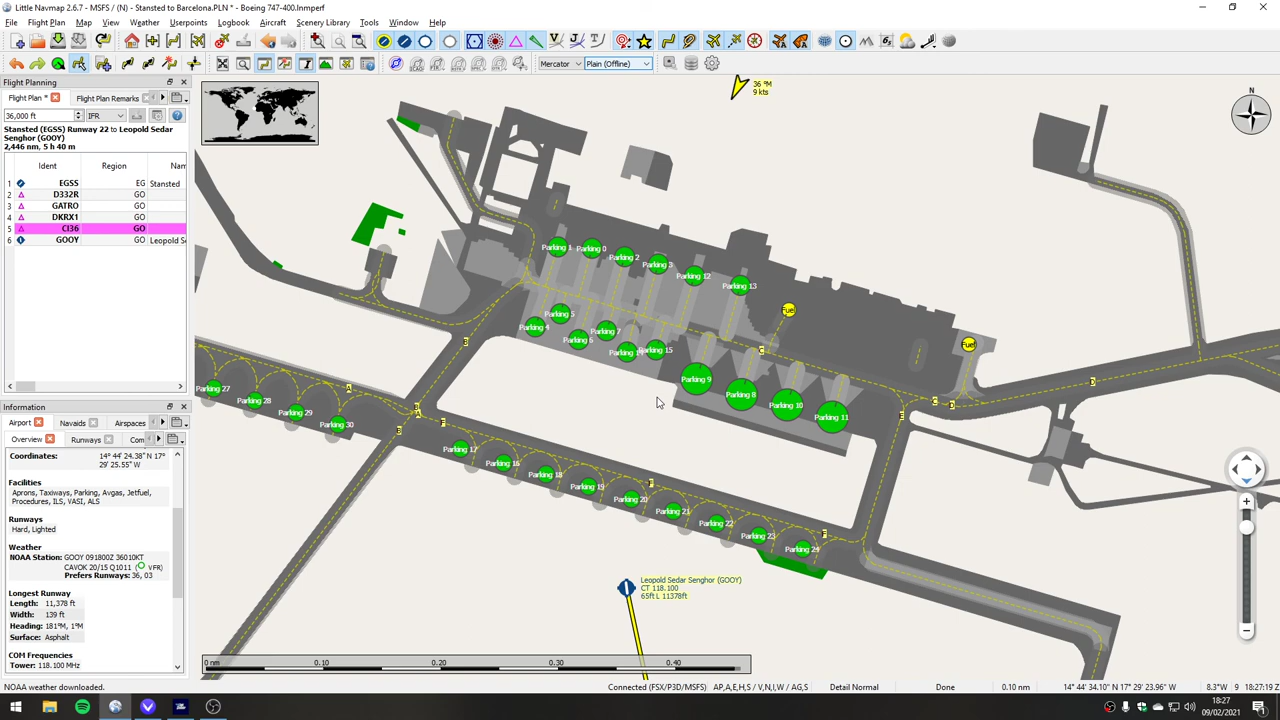 Little Navmap 2.6.7 - MSFS / (N) - Stansted to Barcelona.PLN * - Boeing 747-400.lnmperf
File Flight Plan Map View Weather Userpoints Logbook Aircraft Scenery Library Tools Window Help
Mercator Plain (Offline)
Flight Planning
Flight Plan * Flight Plan Remarks
36,000 ft IFR
Stansted (EGSS) Runway 22 to Leopold Sedar
Senghor (GOOY)
2,446 nm, 5 h 40 m
Ident Region Nam
1 EGSS EG Stansted
2 D332R GO
3 GATRO GO
4 DKRX1 GO
5 CI36 GO
6 GOOY GO Leopold Se
Information
Airport Navaids Airspaces
Overview Runways Com
Coordinates: 14° 44' 24.38" N 17°
29' 25.55" W
Facilities
Aprons, Taxiways, Parking, Avgas, Jetfuel,
Procedures, ILS, VASI, ALS
Runways
Hard, Lighted
Weather
NOAA Station: GOOY 091800Z 36010KT
CAVOK 20/15 Q1011 ( VFR)
Prefers Runways: 36, 03
Longest Runway
Length: 11,378 ft
Width: 139 ft
Heading: 181°M, 1°M
Surface: Asphalt
COM Frequencies
Tower: 118.100 MHz
NOAA weather downloaded.
36 °M
9 kts
N
Parking 1
Parking 0
Parking 2
Parking 3
Parking 12
Parking 13
Fuel
Parking 5
Parking 4
Parking 7
Parking 6
Parking 15
Fuel
Parking 9
Parking 8
Parking 10
Parking 11
B
C
D
C
D
E
A
Parking 27
Parking 28
Parking 29
Parking 30
B
F
Parking 17
Parking 16
Parking 18
Parking 19
Parking 20
Parking 21
Parking 22
Parking 23
Parking 24
F
F
Leopold Sedar Senghor (GOOY)
CT 118.100
65ft L 11378ft
0 nm 0.10 0.20 0.30 0.40
Connected (FSX/P3D/MSFS) AP,A,E,H,S / V,N,I,W / AG,S Detail Normal Done 0.10 nm 14° 44' 34.10" N 17° 29' 23.96" W 8.3°W 9 18:27:19 Z
18:27
09/02/2021